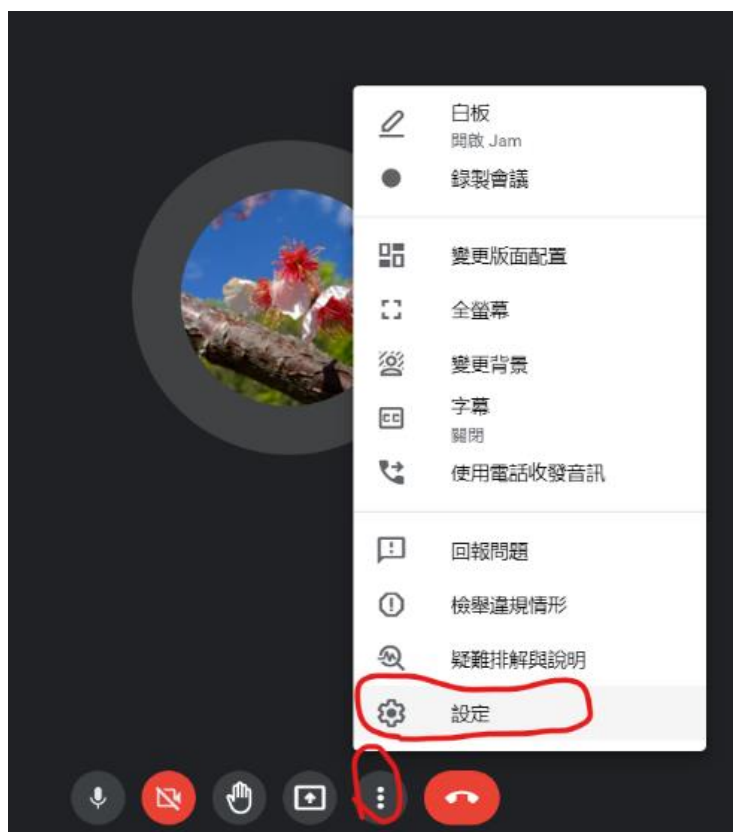 白板
開啟 Jam
錄製會議
變更版面配置
全螢幕
變更背景
字幕
關閉
使用電話收發音訊
回報問題
檢舉違規情形
疑難排解與說明
設定